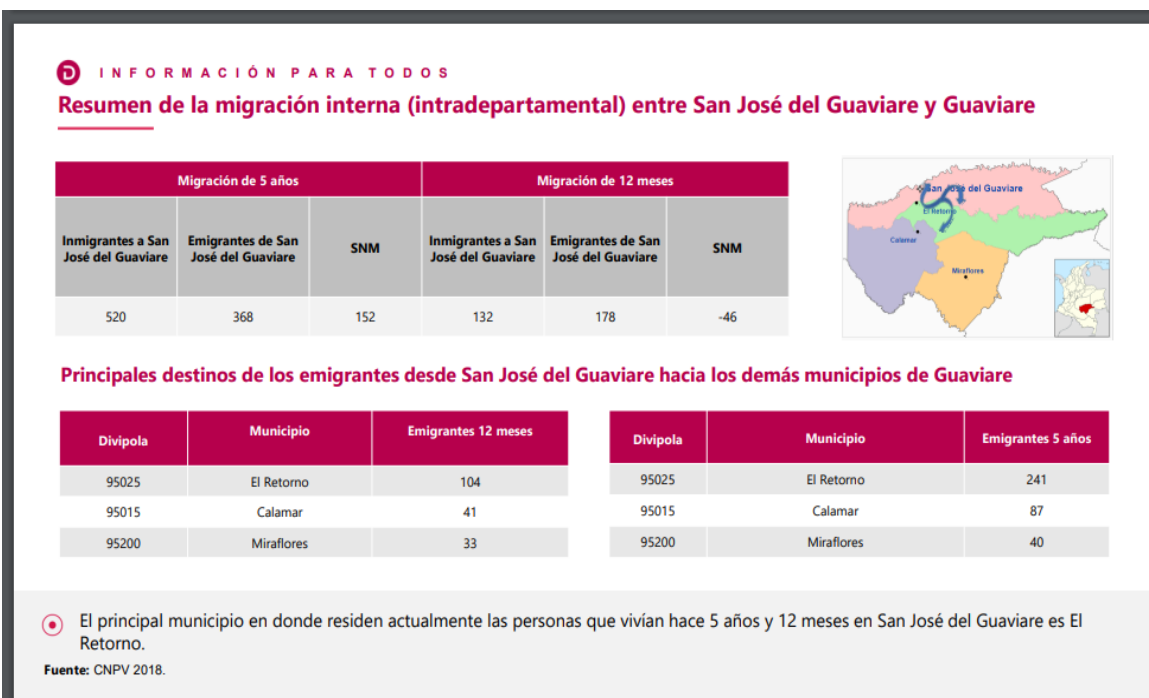 INFORMACIÓN PARA TODOS
Resumen de la migración interna (intradepartamental) entre San José del Guaviare y Guaviare
Migración de 5 años Migración de 12 meses
Inmigrantes a San José del Guaviare Emigrantes de San José del Guaviare SNM Inmigrantes a San José del Guaviare Emigrantes de San José del Guaviare SNM
520 368 152 132 178 -46
San José del Guaviare
El Retorno
Calamar
Miraflores
Principales destinos de los emigrantes desde San José del Guaviare hacia los demás municipios de Guaviare
Divipola Municipio Emigrantes 12 meses
95025 El Retorno 104
95015 Calamar 41
95200 Miraflores 33
Divipola Municipio Emigrantes 5 años
95025 El Retorno 241
95015 Calamar 87
95200 Miraflores 40
El principal municipio en donde residen actualmente las personas que vivían hace 5 años y 12 meses en San José del Guaviare es El
Retorno.
Fuente: CNPV 2018.